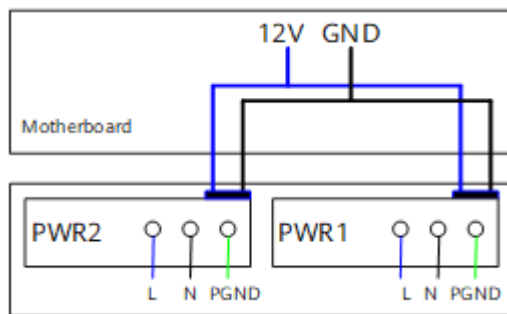 12V GND
Motherboard
PWR2
PWR1
L N PGND
L N PGND